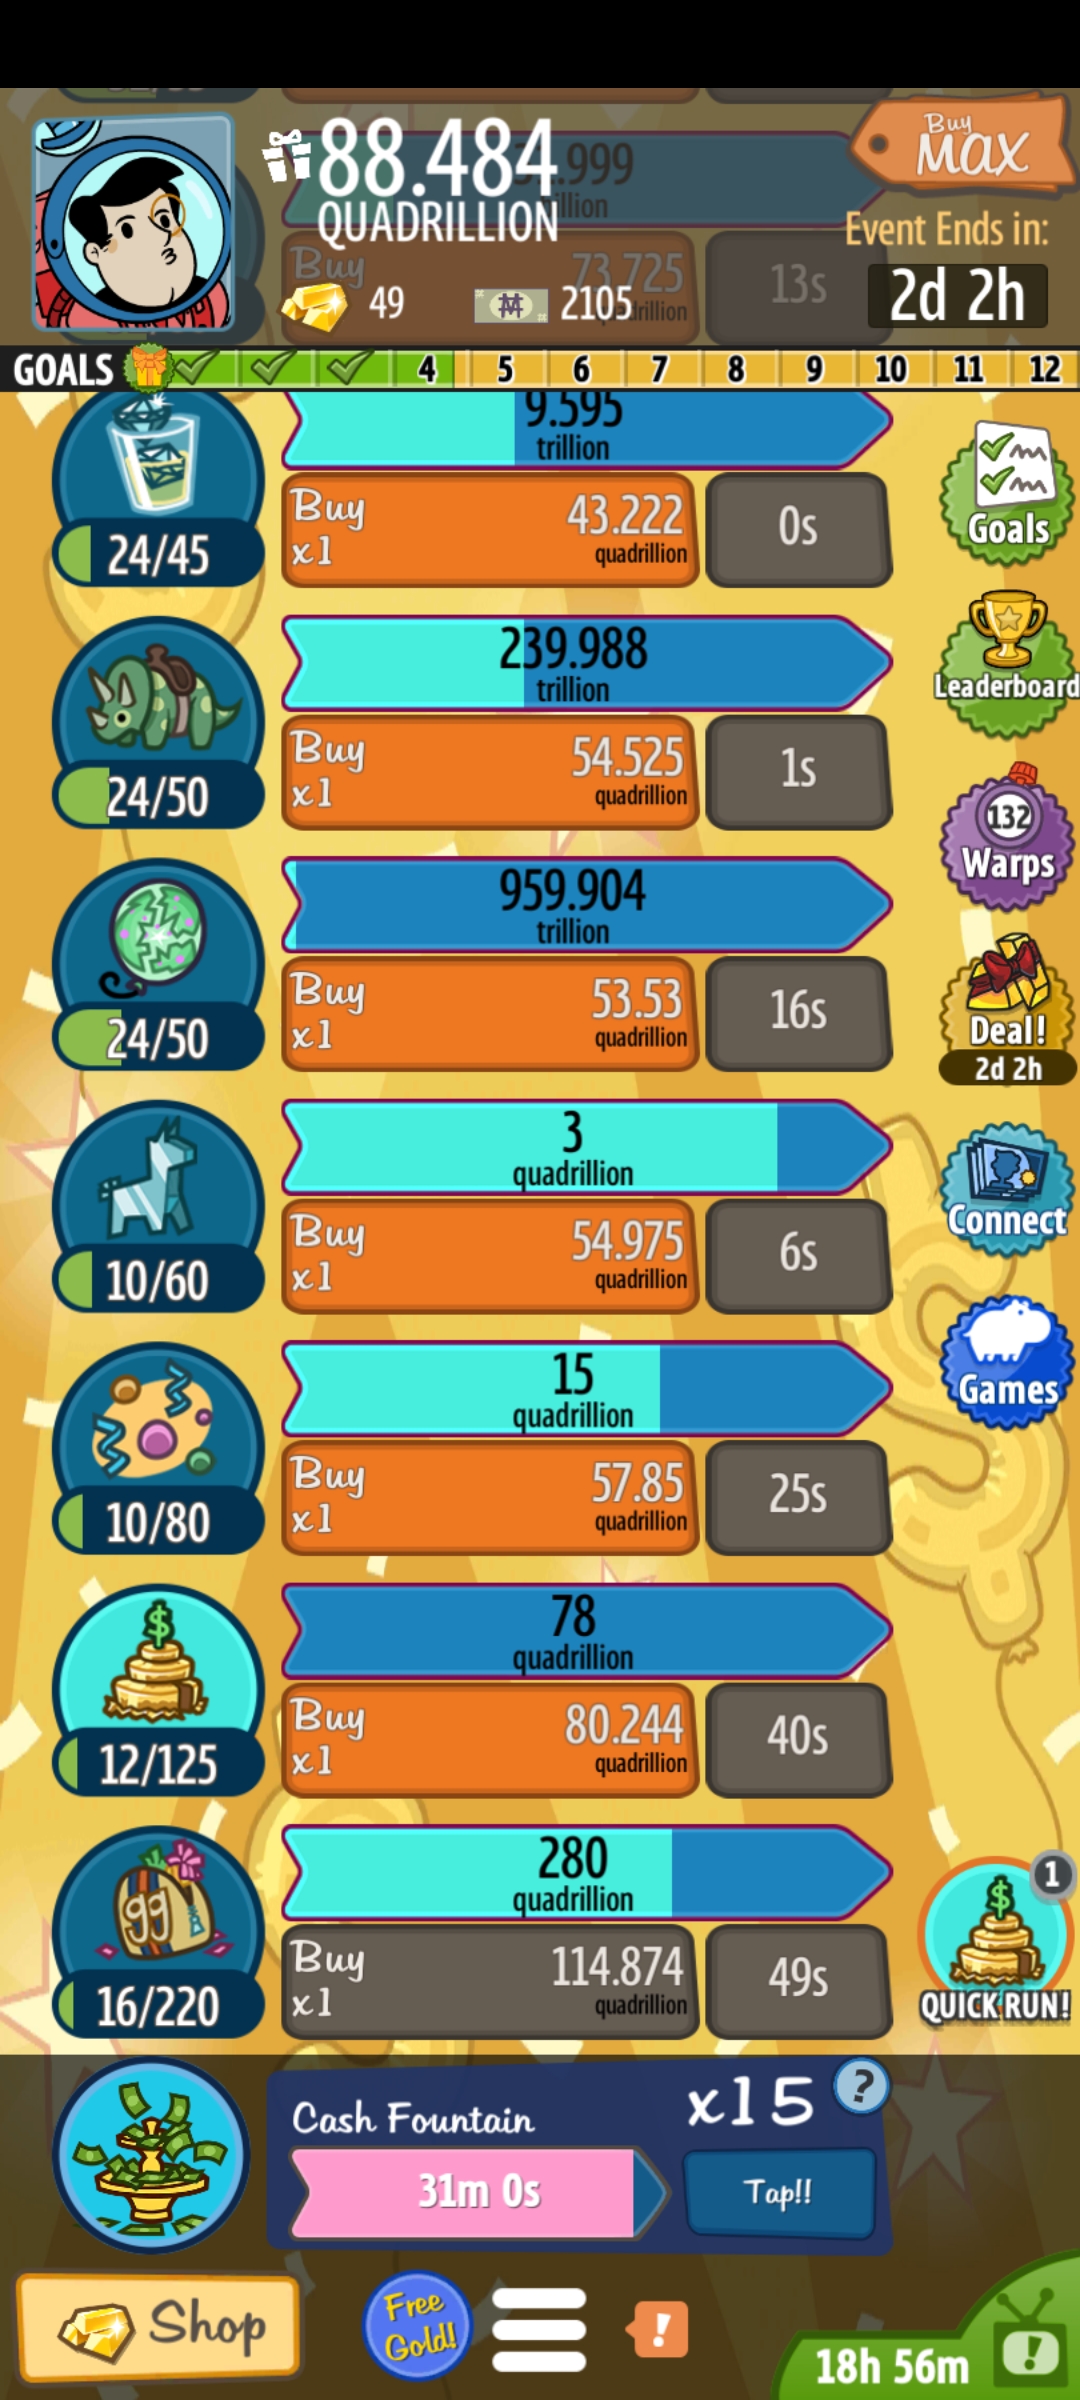 88.484
QUADRILLION
Buy
MAX
.999
Event Ends in:
2d 2h
Buy
73.725
13s
49
2105
GOALS 4 5 6 7 8 9 10 11 12
9.595
trillion
Buy
x1
43.222
quadrillion
0s
24/45
Goals
239.988
trillion
Leaderboard
Buy
x1
54.525
quadrillion
1s
24/50
132
Warps
959.904
trillion
Buy
x1
53.53
quadrillion
16s
24/50
Deal!
2d 2h
3
quadrillion
Connect
Buy
x1
54.975
quadrillion
6s
10/60
15
quadrillion
Games
Buy
x1
57.85
quadrillion
25s
10/80
$
78
quadrillion
Buy
x1
80.244
quadrillion
40s
12/125
99
280
quadrillion
1
$
QUICK RUN!
Buy
x1
114.874
quadrillion
49s
16/220
Cash Fountain
x15
?
31m 0s
Tap!!
Shop
Free
Gold!
!
18h 56m
!